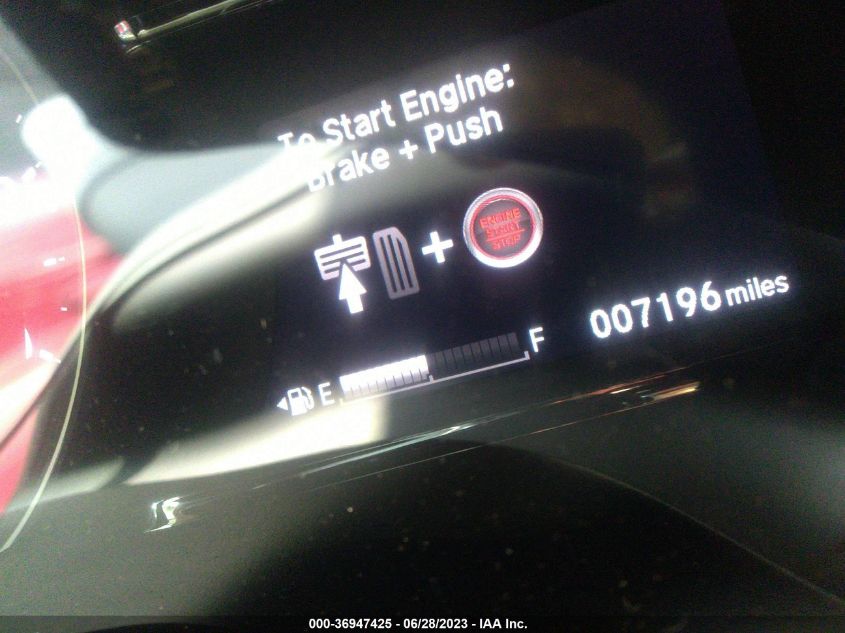 To Start Engine:
Brake + Push
+
ENGINE
START
STOP
007196 miles
E
F
000-36947425 - 06/28/2023 - IAA Inc.